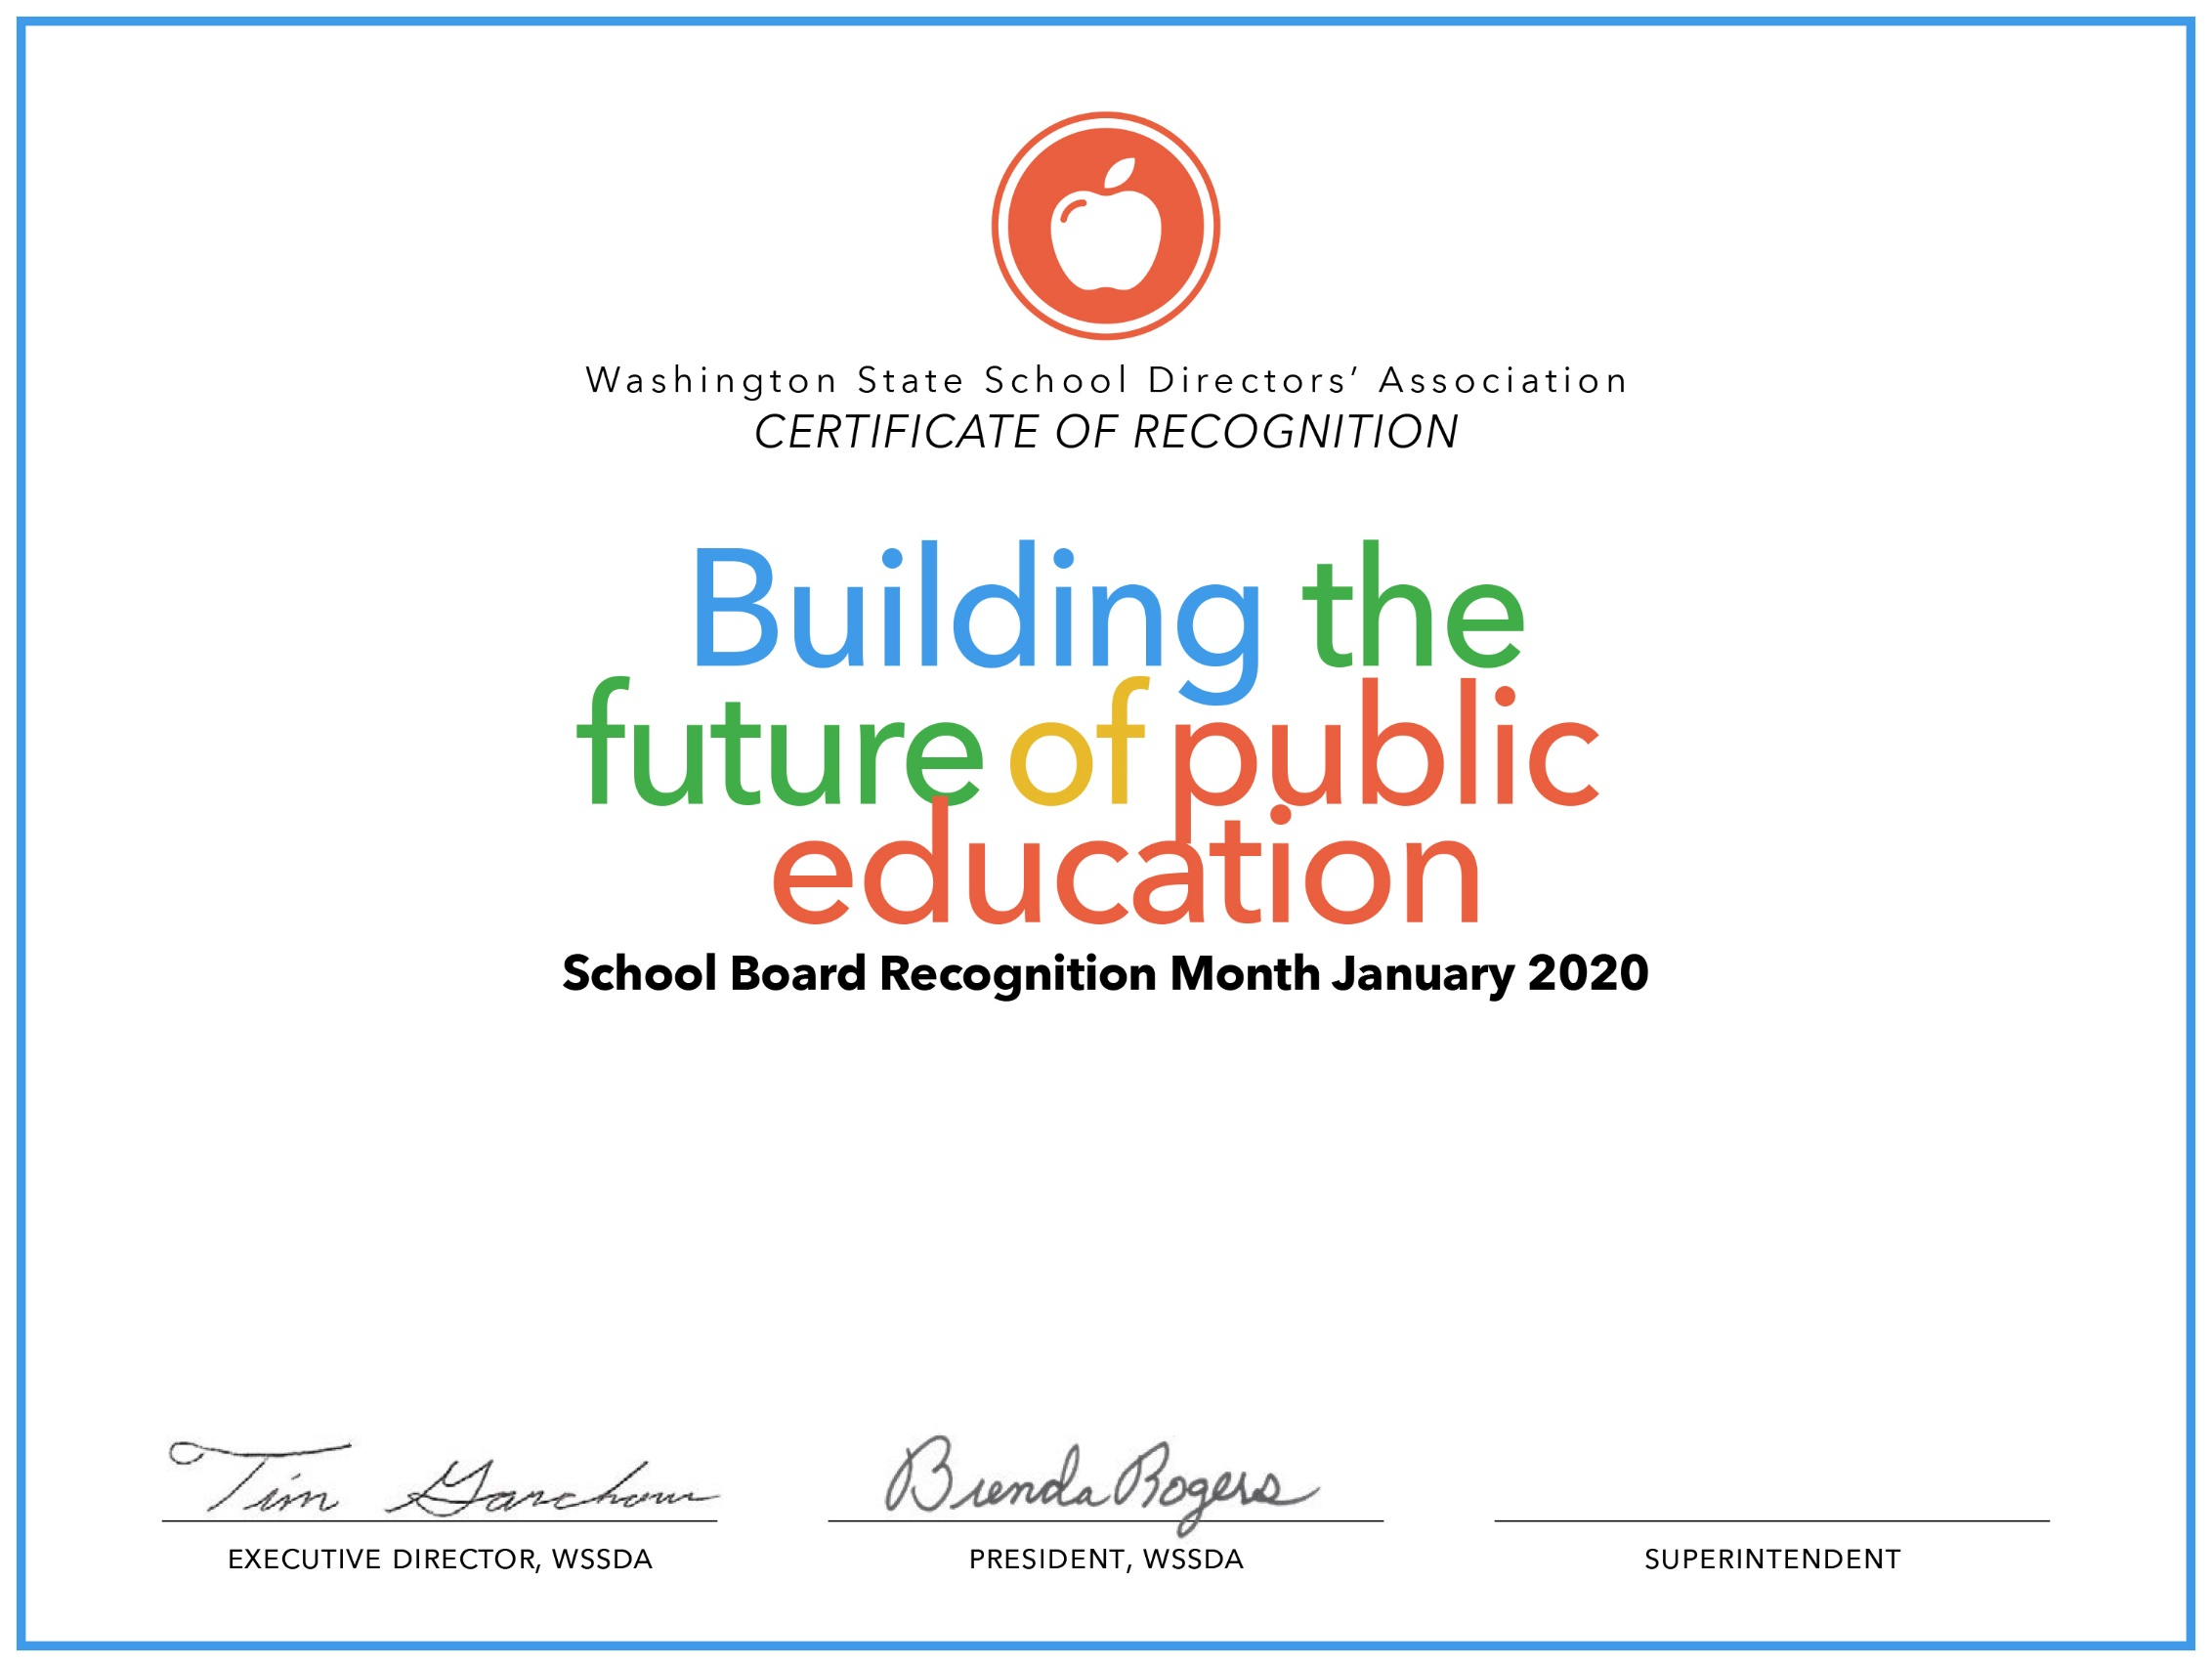 Washington State School Directors’ Association
CERTIFICATE OF RECOGNITION
Building the
future of public
education
School Board Recognition Month January 2020
Tim Garchow
Brenda Rogers
EXECUTIVE DIRECTOR, WSSDA
PRESIDENT, WSSDA
SUPERINTENDENT